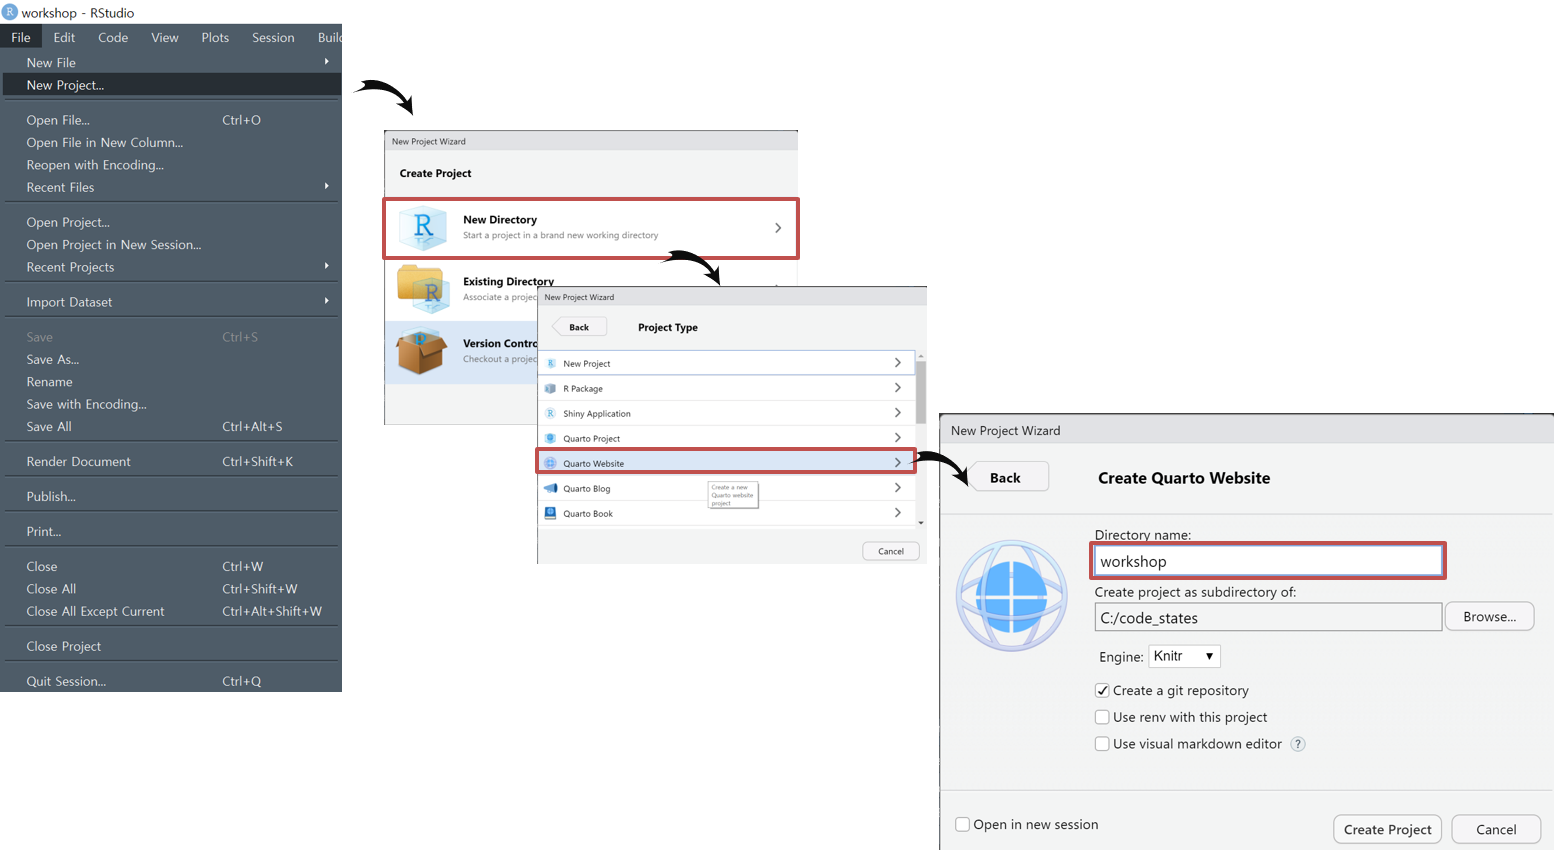 workshop - RStudio
File Edit Code View Plots Session Build
New File
New Project...
Open File... Ctrl+O
Open File in New Column...
Reopen with Encoding...
Recent Files
Open Project...
Open Project in New Session...
Recent Projects
Import Dataset
Save Ctrl+S
Save As...
Rename
Save with Encoding...
Save All Ctrl+Alt+S
Render Document Ctrl+Shift+K
Publish...
Print...
Close Ctrl+W
Close All Ctrl+Shift+W
Close All Except Current Ctrl+Alt+Shift+W
Close Project
Quit Session... Ctrl+Q
New Project Wizard
Create Project
New Directory
Start a project in a brand new working directory
Existing Directory
Associate a projec
Version Contro
Checkout a projec
New Project Wizard
Back Project Type
New Project
R Package
Shiny Application
Quarto Project
Quarto Website
Create a new
Quarto website
project
Quarto Blog
Quarto Book
Cancel
New Project Wizard
Back Create Quarto Website
Directory name:
workshop
Create project as subdirectory of:
C:/code_states Browse...
Engine: Knitr
Create a git repository
Use renv with this project
Use visual markdown editor ?
Open in new session Create Project Cancel